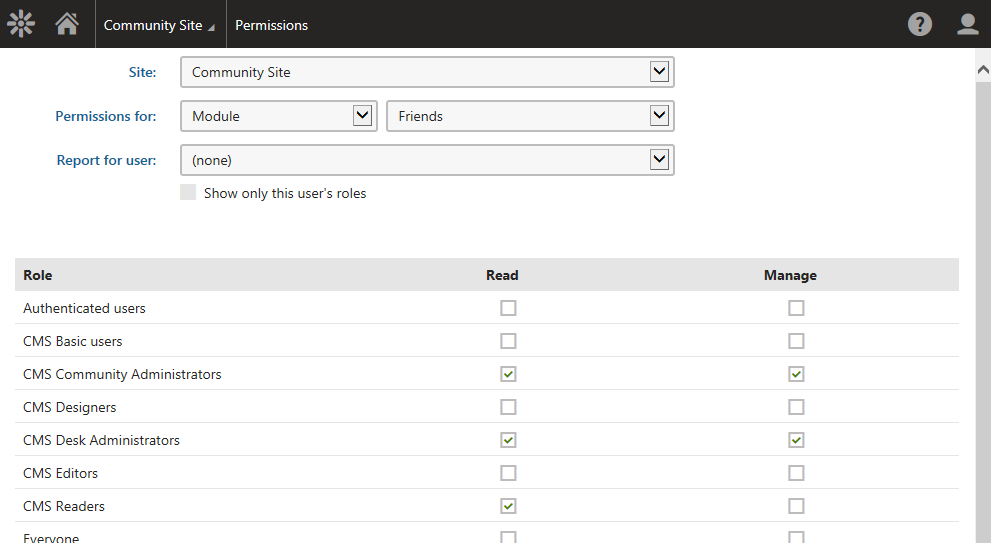 Community Site Permissions
Site: Community Site
Permissions for: Module Friends
Report for user: (none)
Show only this user's roles
Role Read Manage
Authenticated users
CMS Basic users
CMS Community Administrators
CMS Designers
CMS Desk Administrators
CMS Editors
CMS Readers
Everyone